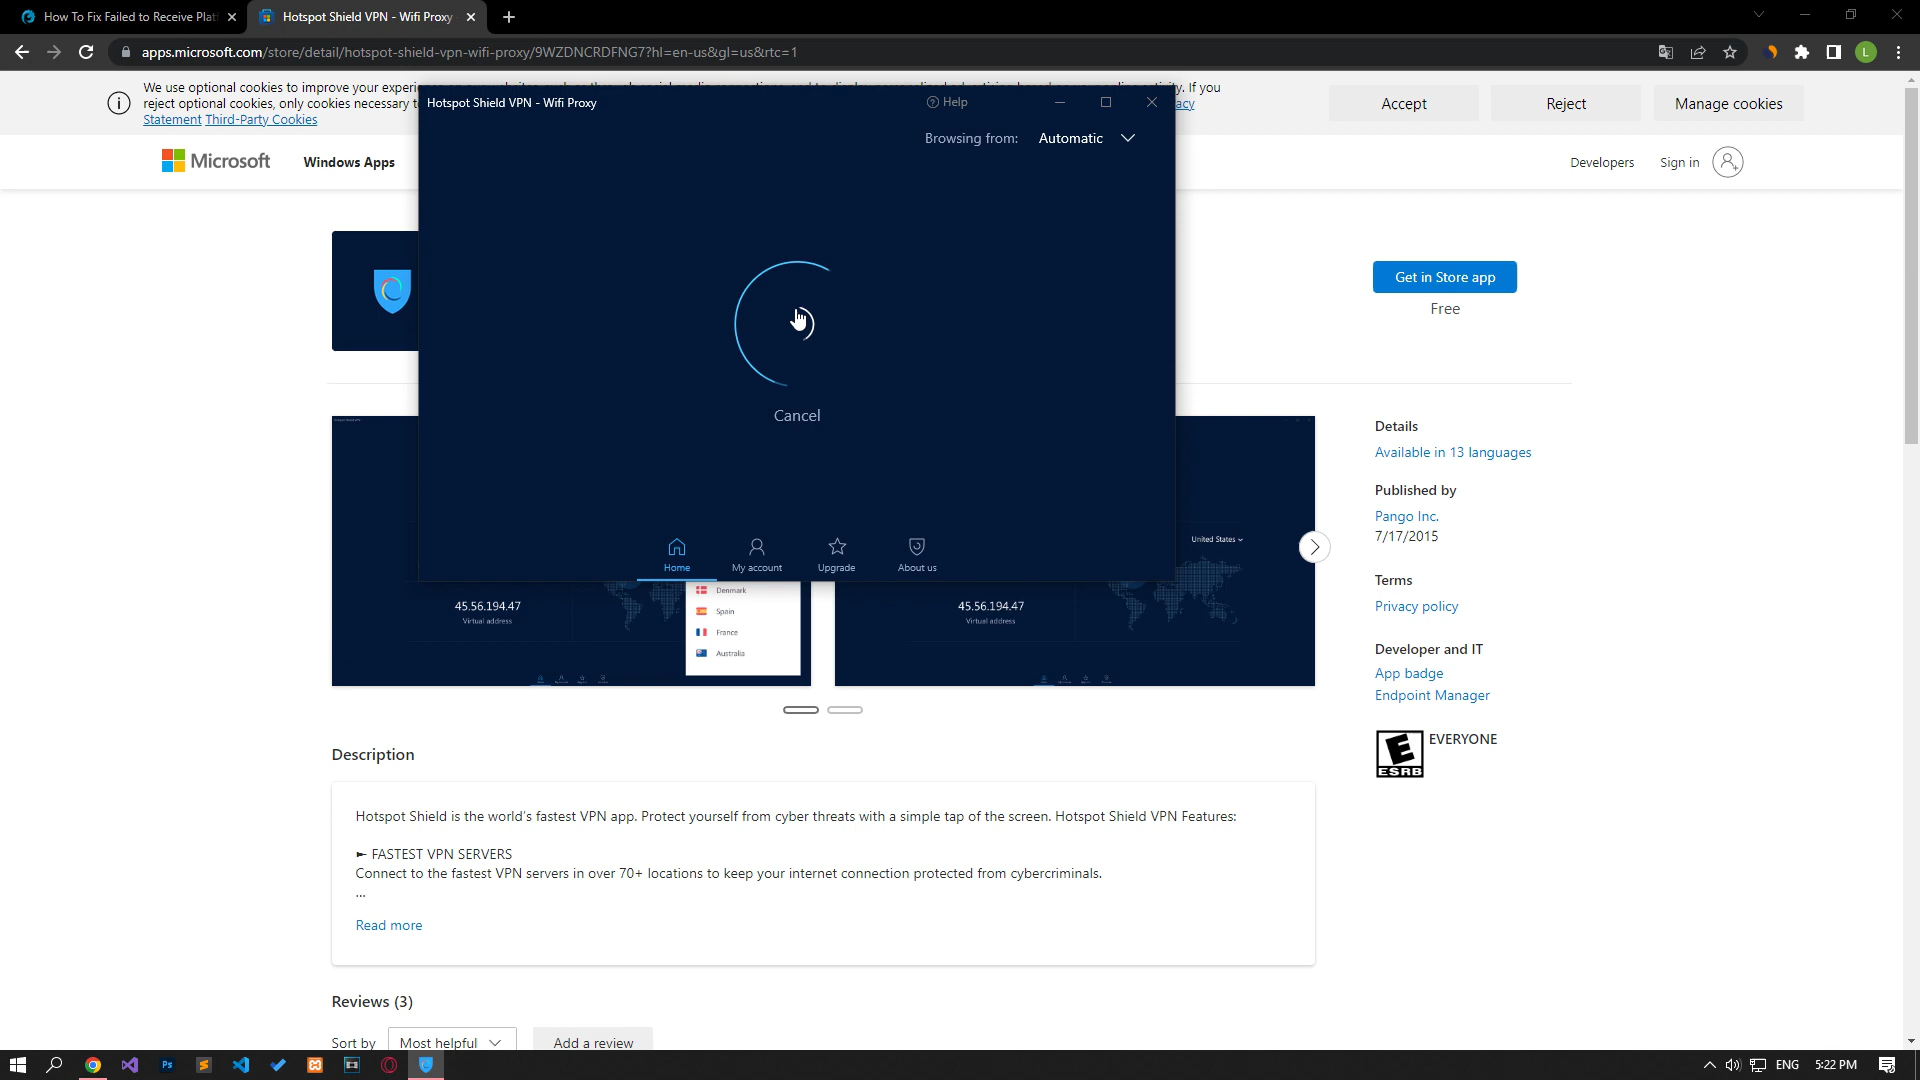 How To Fix Failed to Receive Plat
Hotspot Shield VPN - Wifi Proxy
apps.microsoft.com/store/detail/hotspot-shield-vpn-wifi-proxy/9WZDNCRDFNG7?hl=en-us&gl=us&rtc=1
L
We use optional cookies to improve your experie
y. If you
reject optional cookies, only cookies necessary t
acy
Statement Third-Party Cookies
Accept
Reject
Manage cookies
Hotspot Shield VPN - Wifi Proxy
Help
Browsing from: Automatic
Microsoft
Windows Apps
Developers
Sign in
Get in Store app
Free
Cancel
Home
My account
Upgrade
About us
United States
Denmark
Spain
France
Australia
45.56.194.47
Virtual address
45.56.194.47
Virtual address
Details
Available in 13 languages
Published by
Pango Inc.
7/17/2015
Terms
Privacy policy
Developer and IT
App badge
Endpoint Manager
E
ESRB
EVERYONE
Description
Hotspot Shield is the world's fastest VPN app. Protect yourself from cyber threats with a simple tap of the screen. Hotspot Shield VPN Features:
► FASTEST VPN SERVERS
Connect to the fastest VPN servers in over 70+ locations to keep your internet connection protected from cybercriminals.
...
Read more
Reviews (3)
Sort by
Most helpful
Add a review
Ps
ENG
5:22 PM